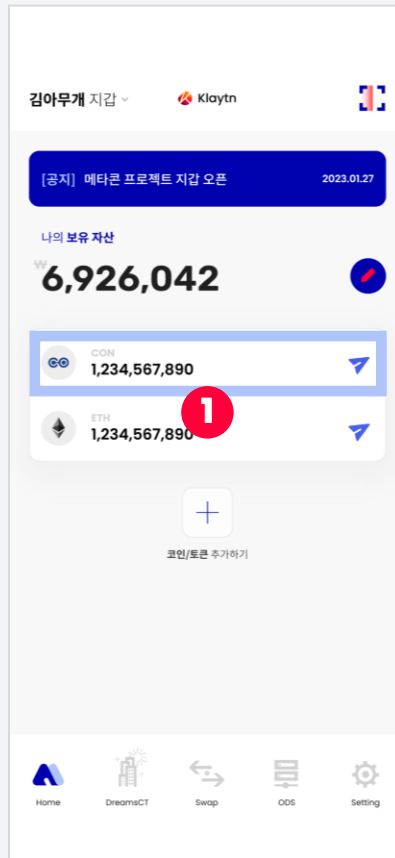 김아무개 지갑
Klaytn
[공지] 메타콘 프로젝트 지갑 오픈 2023.01.27
나의 보유 자산
₩6,926,042
CON
1,234,567,890
1
ETH
1,234,567,890
코인/토큰 추가하기
Home DreamsCT Swap ODS Setting